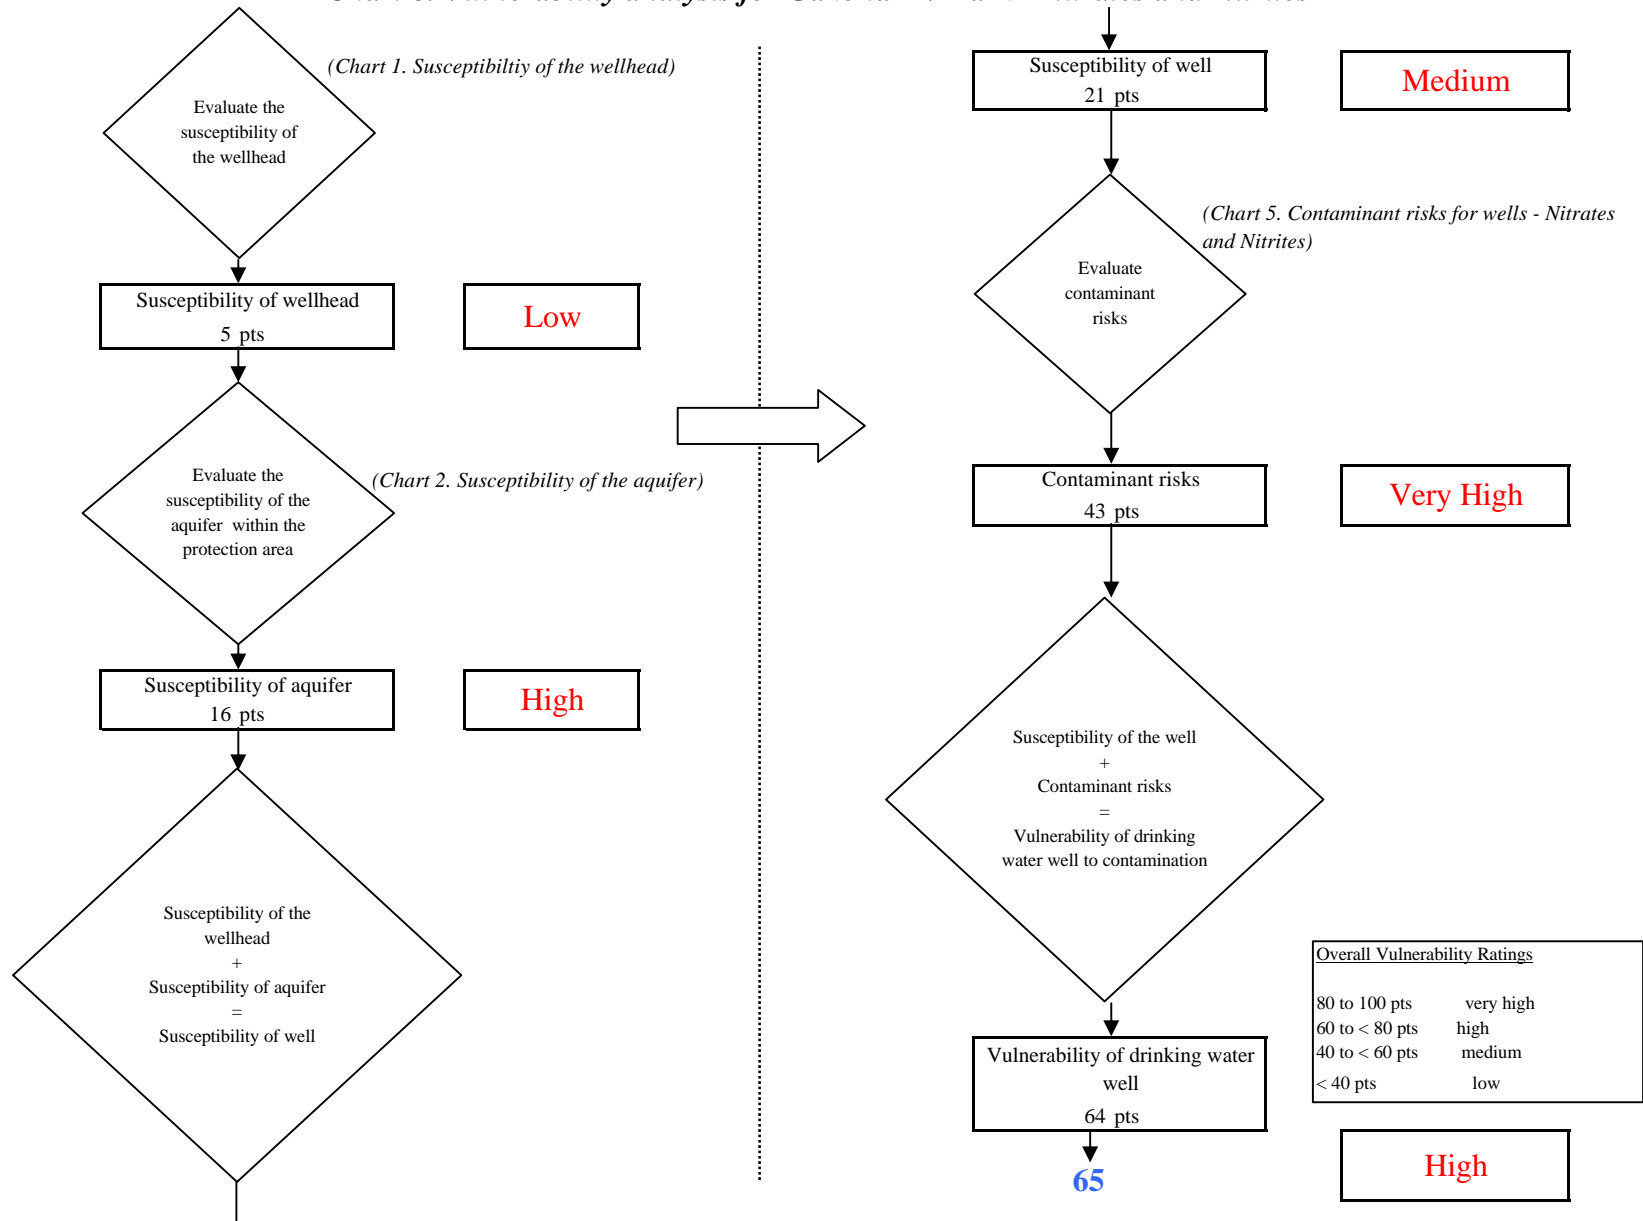 (Chart 1. Susceptibiltiy of the wellhead)
Evaluate the
susceptibility of
the wellhead
Susceptibility of wellhead
5 pts
Low
Evaluate the
susceptibility of the
aquifer within the
protection area
(Chart 2. Susceptibility of the aquifer)
Susceptibility of aquifer
16 pts
High
Susceptibility of the
wellhead
+
Susceptibility of aquifer
=
Susceptibility of well
Susceptibility of well
21 pts
Medium
(Chart 5. Contaminant risks for wells - Nitrates
and Nitrites)
Evaluate
contaminant
risks
Contaminant risks
43 pts
Very High
Susceptibility of the well
+
Contaminant risks
=
Vulnerability of drinking
water well to contamination
Overall Vulnerability Ratings
80 to 100 pts very high
60 to < 80 pts high
40 to < 60 pts medium
< 40 pts low
Vulnerability of drinking water
well
64 pts
65
High